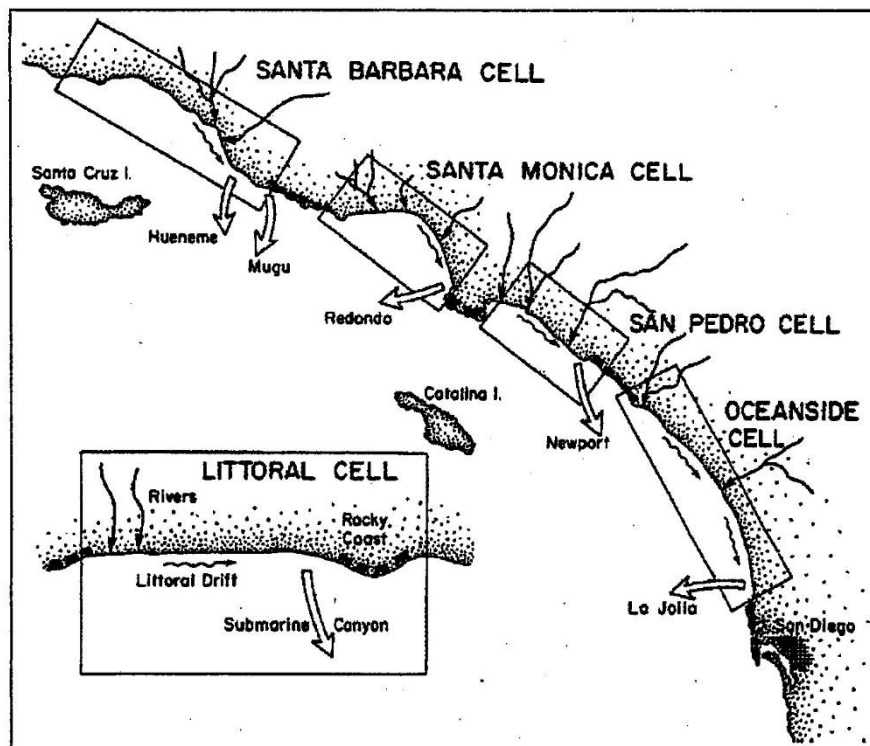 SANTA BARBARA CELL
Santa Cruz I.
SANTA MONICA CELL
Hueneme
Mugu
Redondo
SAN PEDRO CELL
Catalina I.
OCEANSIDE
CELL
Newport
LITTORAL CELL
Rivers
Rocky
Coast
Littoral Drift
La Jolla
Submarine Canyon
San Diego